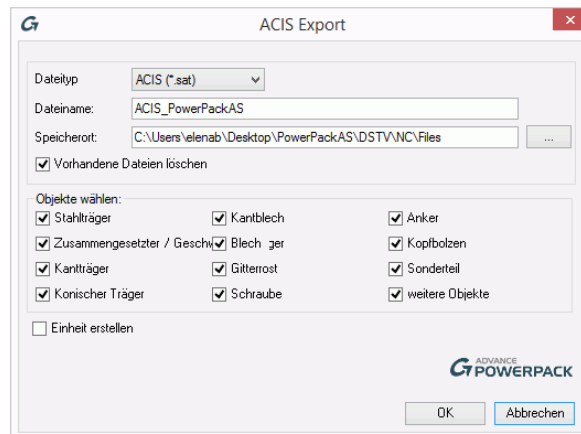 ACIS Export
Dateityp ACIS (*.sat)
Dateiname: ACIS_PowerPackAS
Speicherort: C:\Users\elenab\Desktop\PowerPackAS\DSTV\NC\Files ...
Vorhandene Dateien löschen
Objekte wählen:
Stahlträger Kantblech Anker
Zusammengesetzter / Geschw Blech ger Kopfbolzen
Kantträger Gitterrost Sonderteil
Konischer Träger Schraube weitere Objekte
Einheit erstellen
ADVANCE
POWERPACK
OK Abbrechen